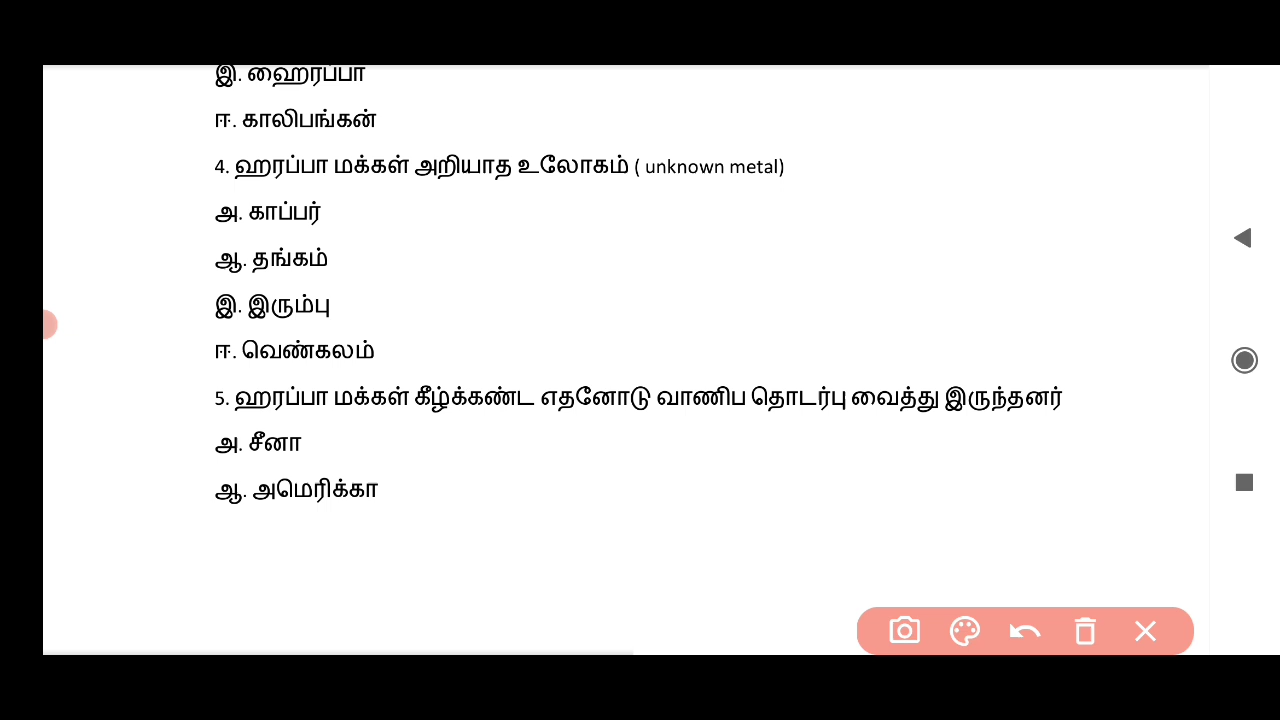 இ. ஹைரப்பா
ஈ. காலிபங்கன்
4. ஹரப்பா மக்கள் அறியாத உலோகம் ( unknown metal)
அ. காப்பர்
ஆ. தங்கம்
இ. இரும்பு
ஈ. வெண்கலம்
5. ஹரப்பா மக்கள் கீழ்க்கண்ட எதனோடு வாணிப தொடர்பு வைத்து இருந்தனர்
அ. சீனா
ஆ. அமெரிக்கா